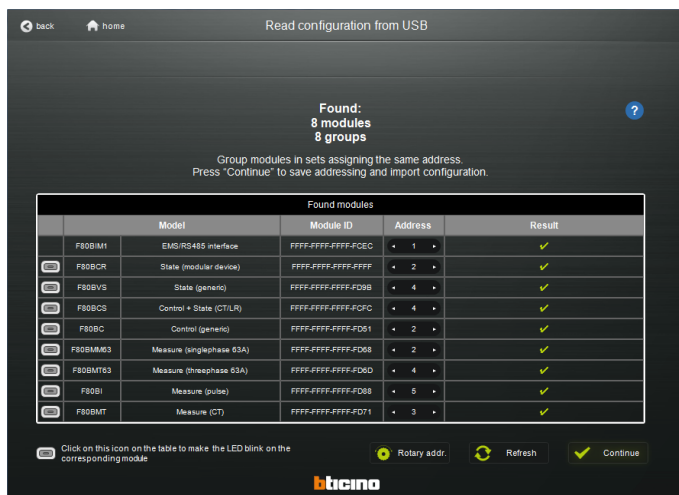 back
home
Read configuration from USB
Found:
8 modules
8 groups
?
Group modules in sets assigning the same address.
Press "Continue" to save addressing and import configuration.
Found modules
Model Module ID Address Result
F80BIM1 EMS/RS485 interface FFFF-FFFF-FFFF-FCEC 1
F80BCR State (modular device) FFFF-FFFF-FFFF-FFFF 2
F80BVS State (generic) FFFF-FFFF-FFFF-FD9B 4
F80BCS Control + State (CT/LR) FFFF-FFFF-FFFF-FCFC 4
F80BC Control (generic) FFFF-FFFF-FFFF-FD51 2
F80BMM63 Measure (singlephase 63A) FFFF-FFFF-FFFF-FD68 2
F80BMT63 Measure (threephase 63A) FFFF-FFFF-FFFF-FD6D 4
F80BI Measure (pulse) FFFF-FFFF-FFFF-FD88 5
F80BMT Measure (CT) FFFF-FFFF-FFFF-FD71 3
Click on this icon on the table to make the LED blink on the
corresponding module
Rotary addr.
Refresh
Continue
bticino